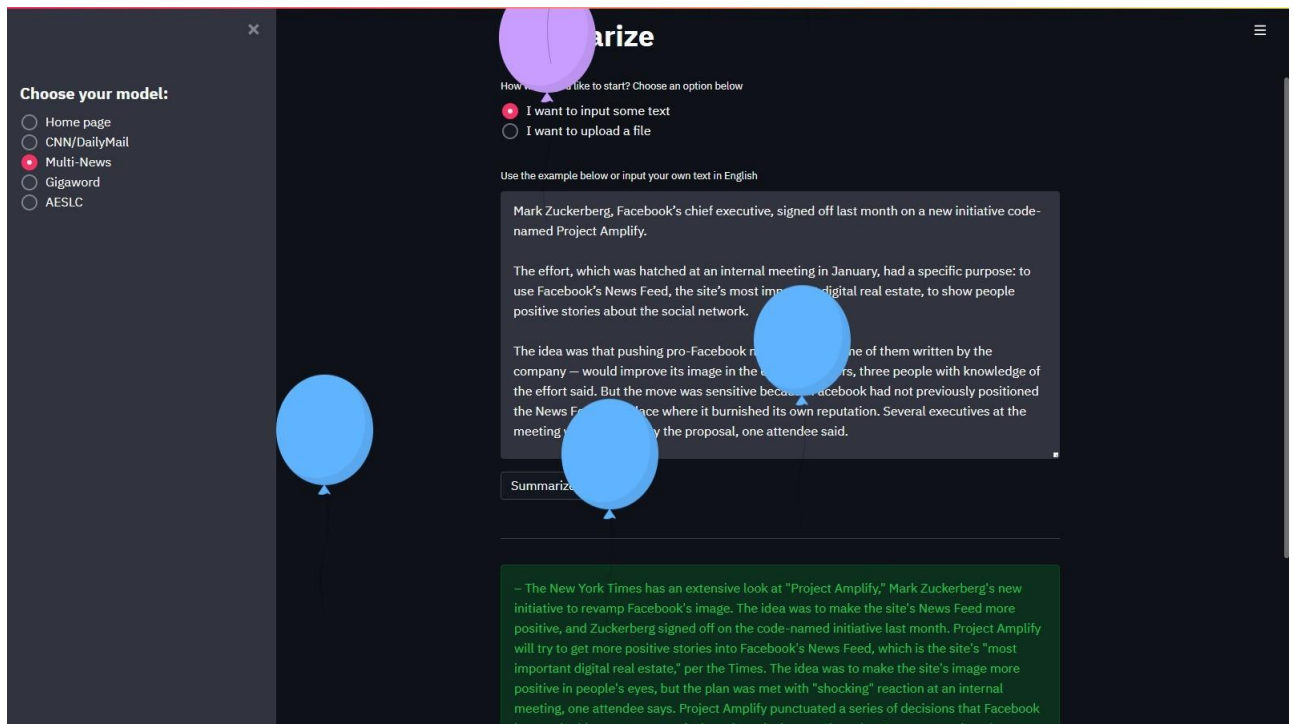 ×
Choose your model:
Home page
CNN/DailyMail
Multi-News
Gigaword
AESLC
arize
How like to start? Choose an option below
I want to input some text
I want to upload a file
Use the example below or input your own text in English
Mark Zuckerberg, Facebook’s chief executive, signed off last month on a new initiative code-
named Project Amplify.
The effort, which was hatched at an internal meeting in January, had a specific purpose: to
use Facebook’s News Feed, the site’s most digital real estate, to show people
positive stories about the social network.
The idea was that pushing pro-Facebook of them written by the
company — would improve its image in the three people with knowledge of
the effort said. But the move was sensitive Facebook had not previously positioned
the News where it burnished its own reputation. Several executives at the
meeting the proposal, one attendee said.
Summarize
– The New York Times has an extensive look at "Project Amplify," Mark Zuckerberg's new
initiative to revamp Facebook's image. The idea was to make the site's News Feed more
positive, and Zuckerberg signed off on the code-named initiative last month. Project Amplify
will try to get more positive stories into Facebook's News Feed, which is the site's "most
important digital real estate," per the Times. The idea was to make the site's image more
positive in people's eyes, but the plan was met with "shocking" reaction at an internal
meeting, one attendee says. Project Amplify punctuated a series of decisions that Facebook